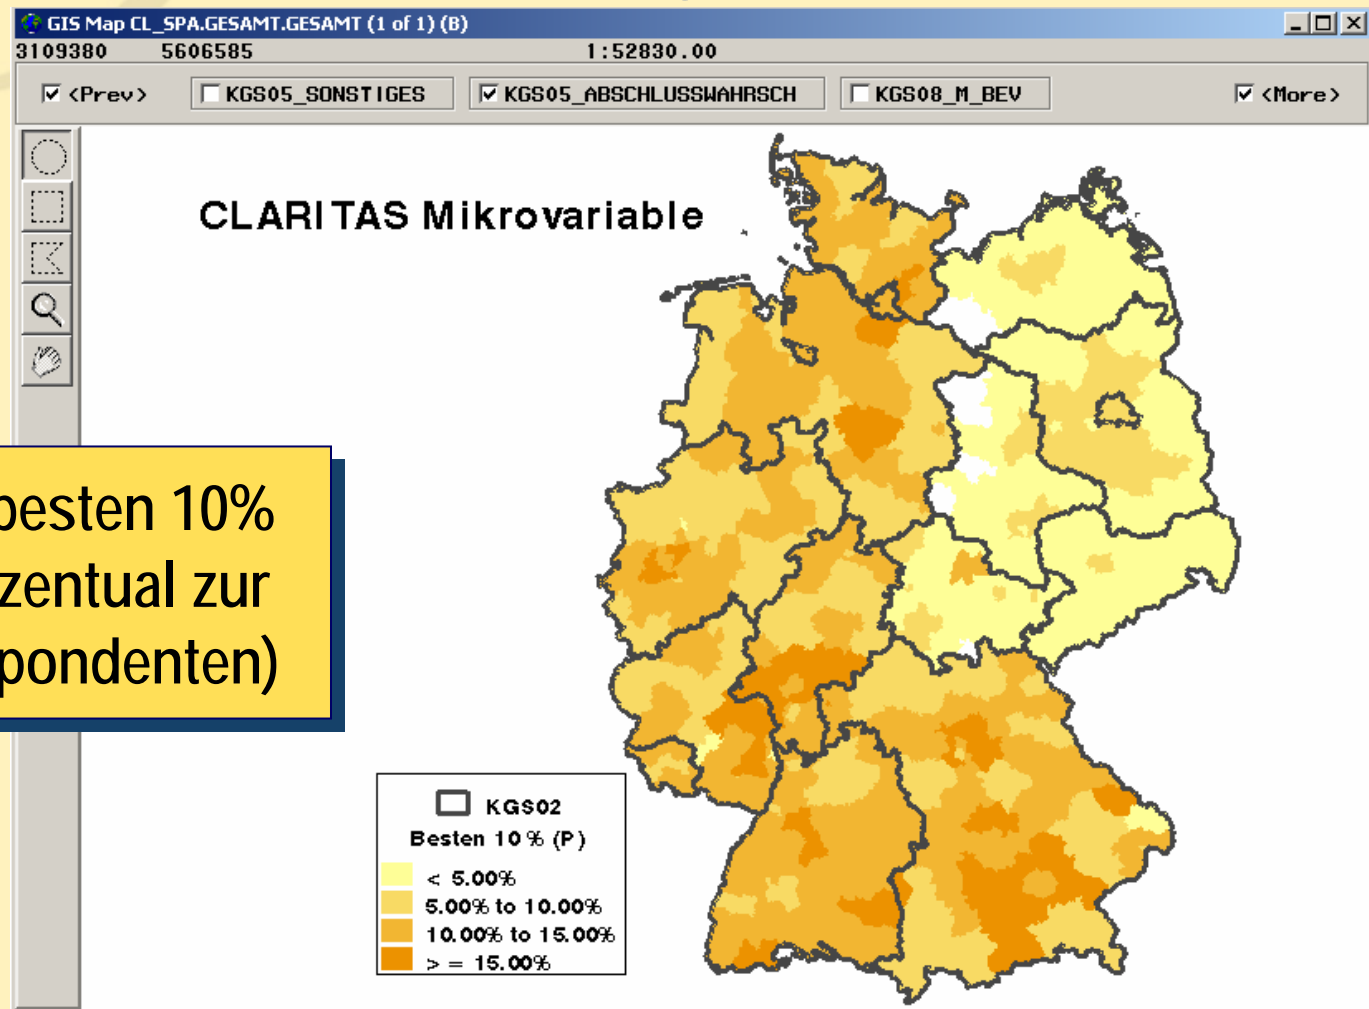 GIS Map CL_SPA.GESAMT.GESAMT (1 of 1) (B)
3109380 5606585 1:52830.00
<Prev> KGS05_SONSTIGES KGS05_ABSCHLUSSWAHRSCH KGS08_M_BEV <More>
CLARITAS Mikrovariable
besten 10%
zentual zur
pondenten)
KGS02
Besten 10 % (P)
< 5.00%
5.00% to 10.00%
10.00% to 15.00%
> = 15.00%